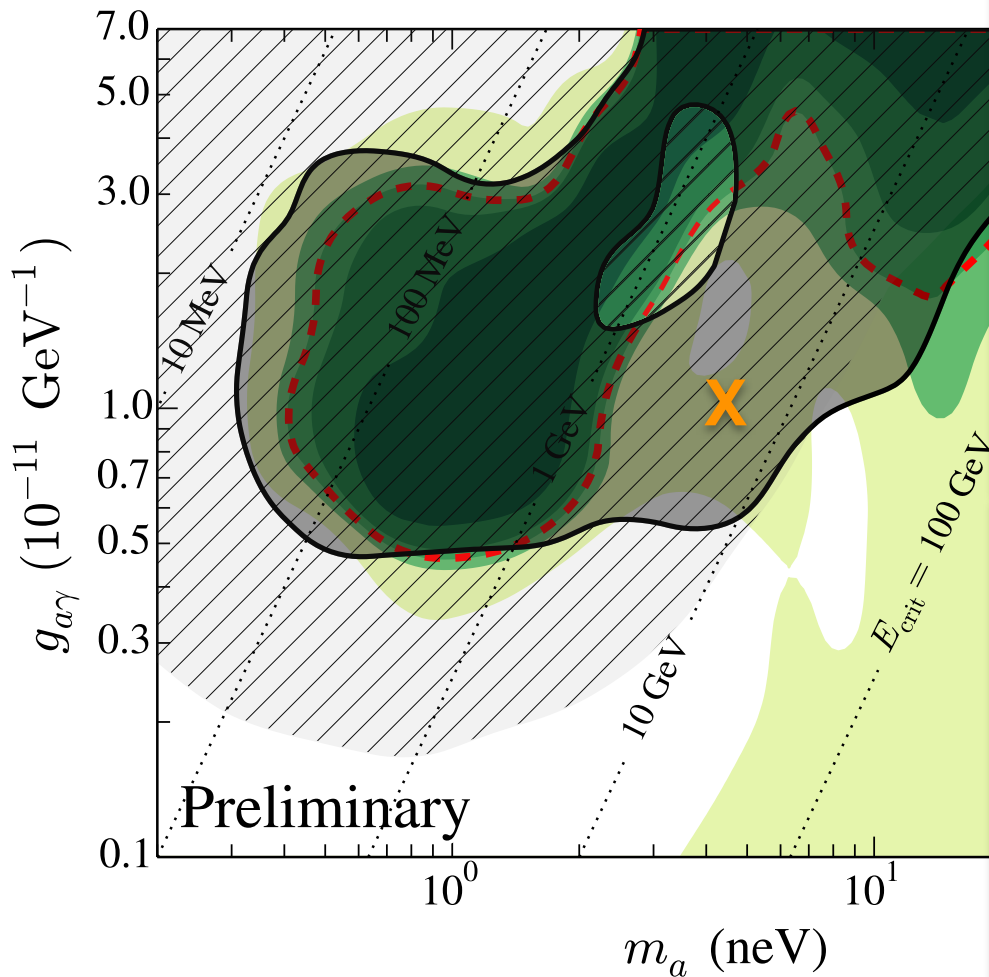 7.0
5.0
3.0
1.0
0.7
0.5
0.3
0.1
g_{aγ} (10^{−11} GeV^{−1})
10 MeV
100 MeV
1 GeV
10 GeV
E_{crit} = 100 GeV
X
Preliminary
10^0
10^1
m_a (neV)